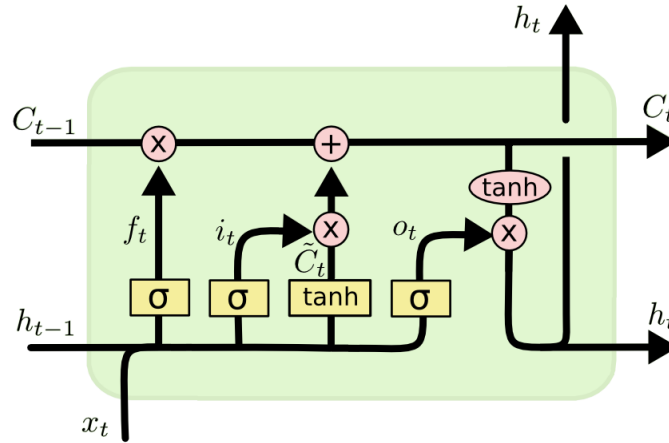 h_t
C_{t-1}
x
+
C_t
tanh
f_t
i_t
x
o_t
x
C̃_t
σ
σ
tanh
σ
h_{t-1}
h_t
x_t